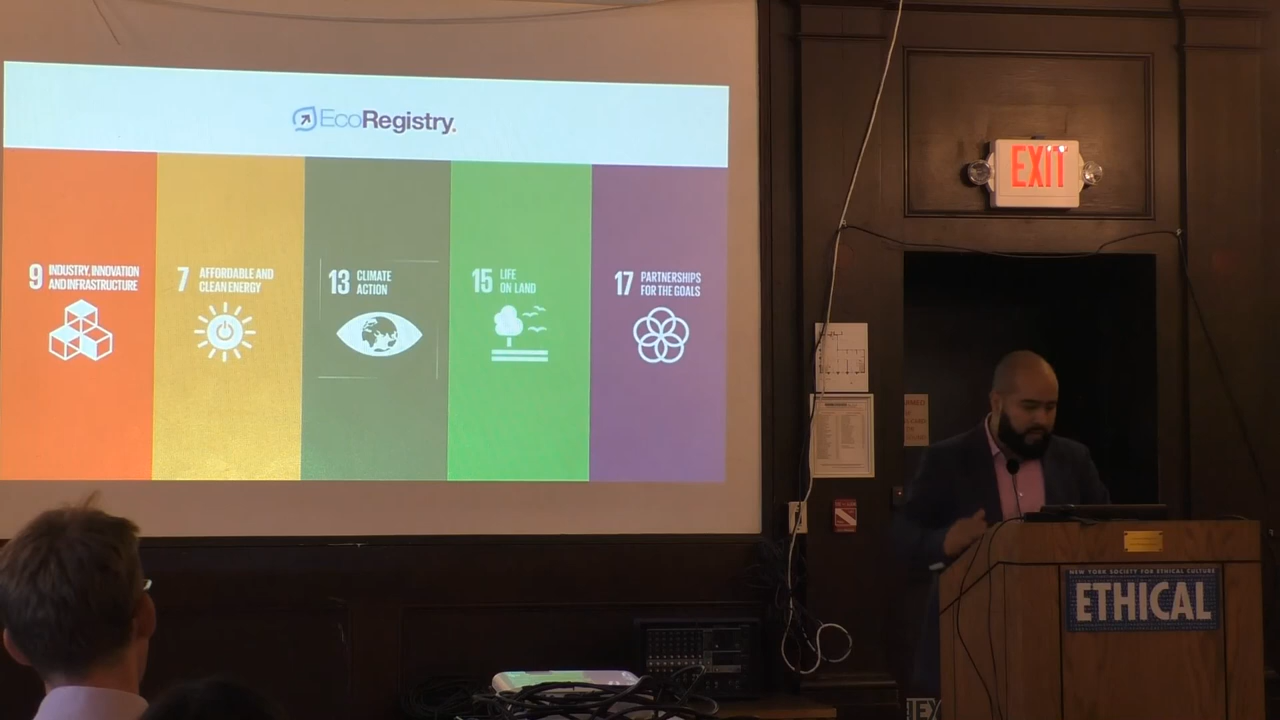 EcoRegistry.
9 INDUSTRY, INNOVATION
AND INFRASTRUCTURE
7 AFFORDABLE AND
CLEAN ENERGY
13 CLIMATE
ACTION
15 LIFE
ON LAND
17 PARTNERSHIPS
FOR THE GOALS
EXIT
NEW YORK SOCIETY FOR ETHICAL CULTURE
ETHICAL